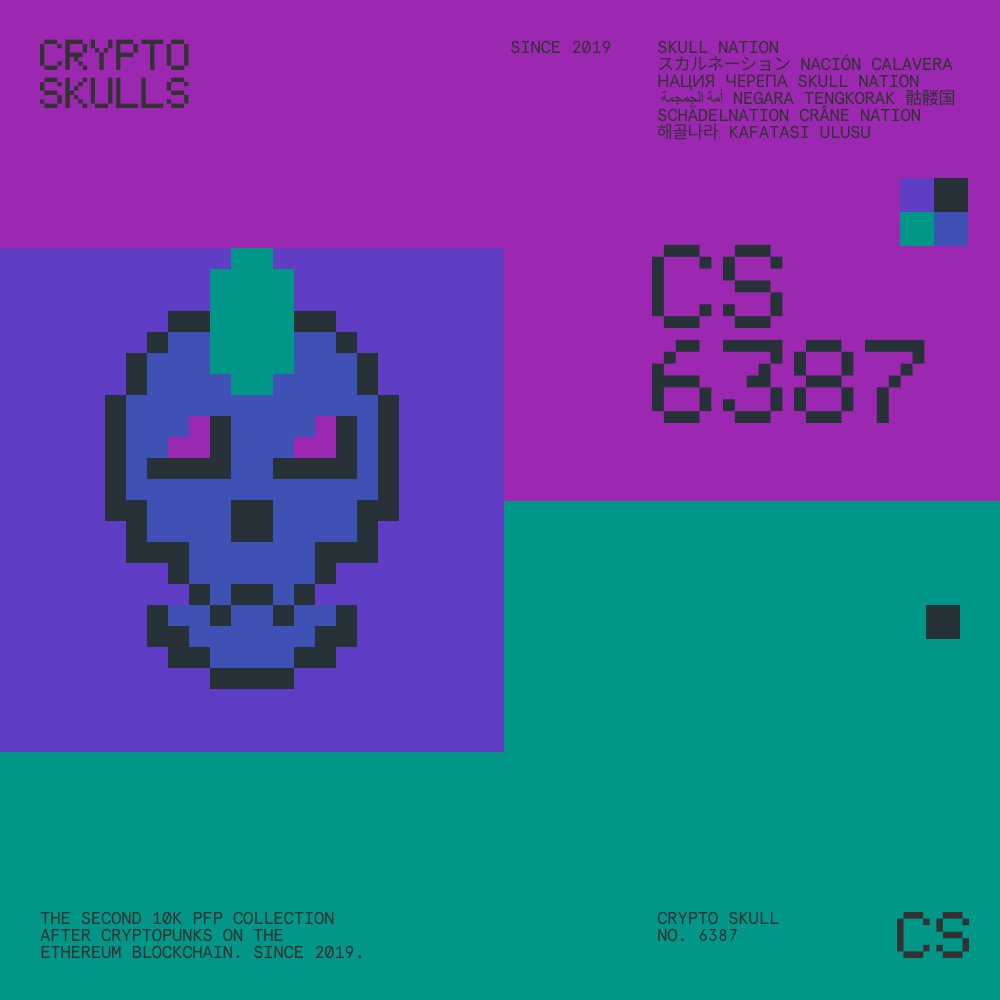 CRYPTO
SKULLS
SINCE 2019
SKULL NATION
スカルネーション NACIÓN CALAVERA
НАЦИЯ ЧЕРЕПА SKULL NATION
أمة الجمجمة NEGARA TENGKORAK 骷髅国
SCHÄDELNATION CRÂNE NATION
해골나라 KAFATASI ULUSU
CS
6387
THE SECOND 10K PFP COLLECTION
AFTER CRYPTOPUNKS ON THE
ETHEREUM BLOCKCHAIN. SINCE 2019.
CRYPTO SKULL
NO. 6387
CS